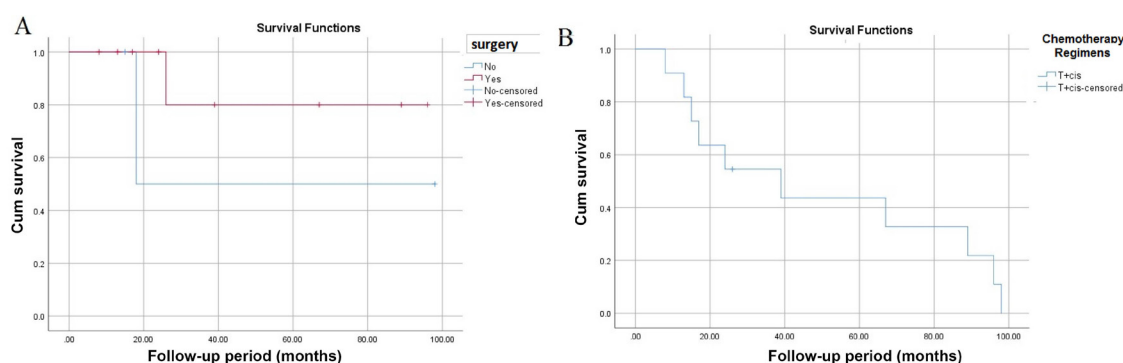 A
Survival Functions
surgery
No
Yes
No-censored
Yes-censored
Cum survival
1.0
0.8
0.6
0.4
0.2
0.0
.00 20.00 40.00 60.00 80.00 100.00
Follow-up period (months)
B
Survival Functions
Chemotherapy
Regimens
T+cis
T+cis-censored
Cum survival
1.0
0.8
0.6
0.4
0.2
0.0
.00 20.00 40.00 60.00 80.00 100.00
Follow-up period (months)